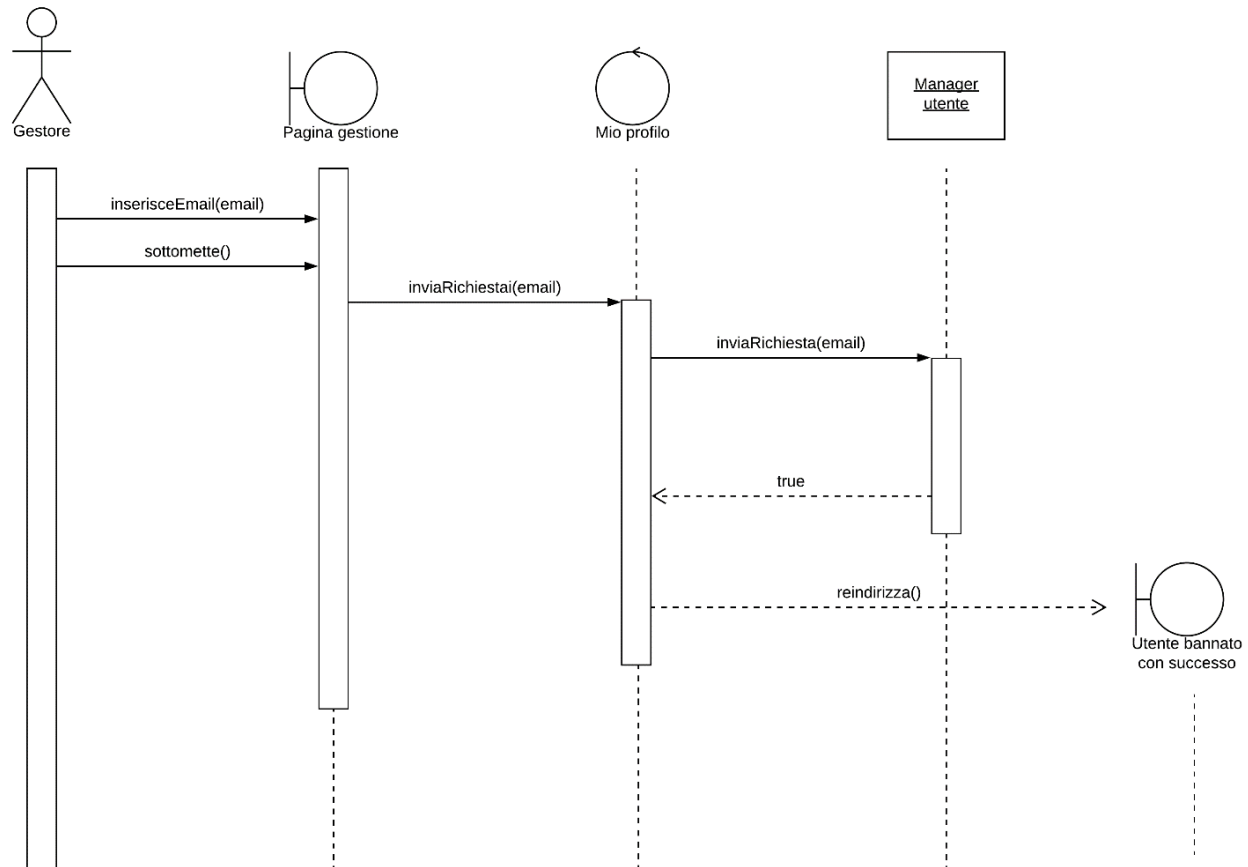 Gestore
Pagina gestione
Mio profilo
Manager
utente
inserisceEmail(email)
sottomette()
inviaRichiestai(email)
inviaRichiesta(email)
true
reindirizza()
Utente bannato
con successo